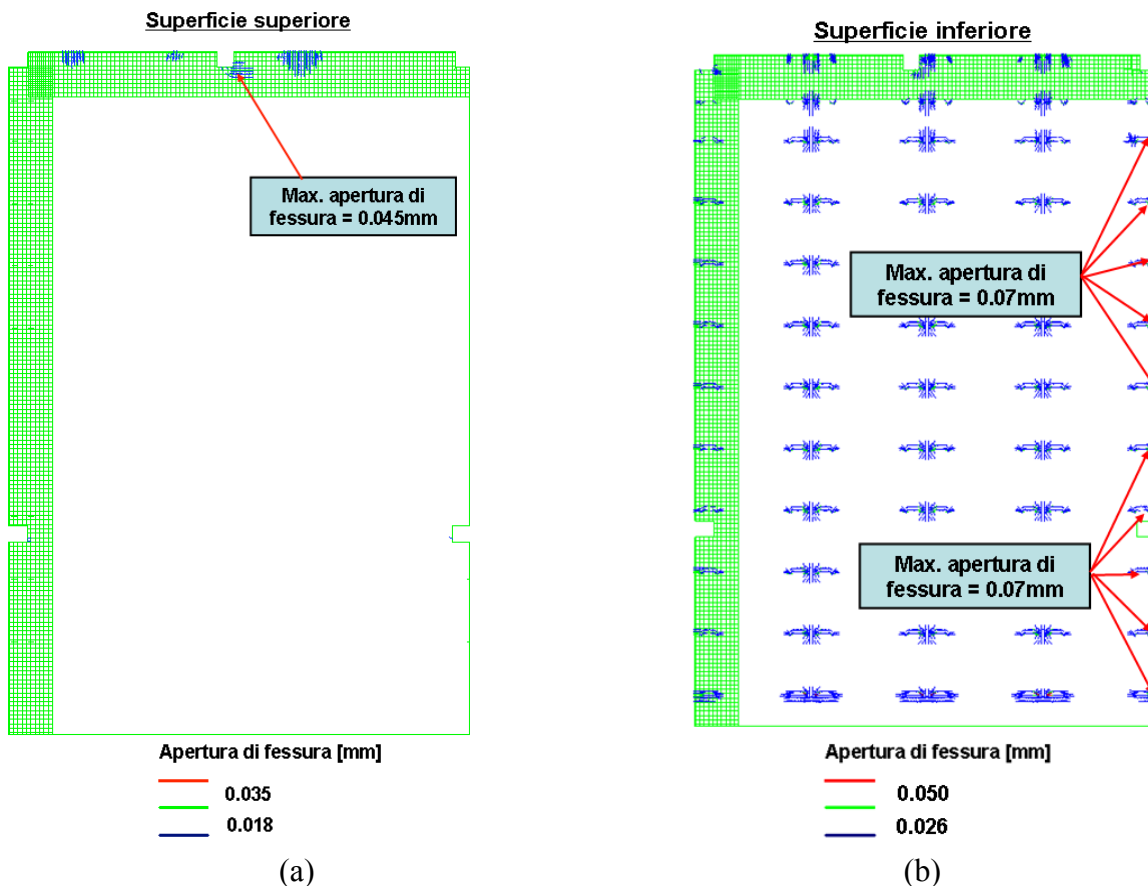 Superficie superiore
Max. apertura di
fessura = 0.045mm
Apertura di fessura [mm]
0.035
0.018
(a)
Superficie inferiore
Max. apertura di
fessura = 0.07mm
Max. apertura di
fessura = 0.07mm
Apertura di fessura [mm]
0.050
0.026
(b)